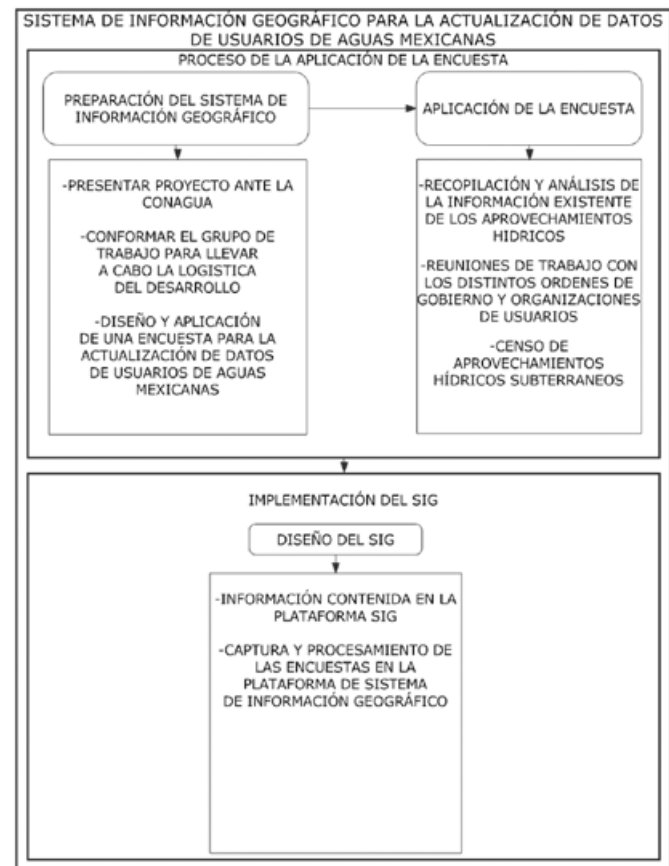 SISTEMA DE INFORMACIÓN GEOGRÁFICO PARA LA ACTUALIZACIÓN DE DATOS
DE USUARIOS DE AGUAS MEXICANAS
PROCESO DE LA APLICACIÓN DE LA ENCUESTA
PREPARACIÓN DEL SISTEMA DE
INFORMACIÓN GEOGRÁFICO
APLICACIÓN DE LA ENCUESTA
-PRESENTAR PROYECTO ANTE LA
CONAGUA
-CONFORMAR EL GRUPO DE
TRABAJO PARA LLEVAR
A CABO LA LOGISTICA
DEL DESARROLLO
-DISEÑO Y APLICACIÓN
DE UNA ENCUESTA PARA LA
ACTUALIZACIÓN DE DATOS
DE USUARIOS DE AGUAS
MEXICANAS
-RECOPILACIÓN Y ANÁLISIS DE
LA INFORMACIÓN EXISTENTE
DE LOS APROVECHAMIENTOS
HIDRICOS
-REUNIONES DE TRABAJO CON
LOS DISTINTOS ORDENES DE
GOBIERNO Y ORGANIZACIONES
DE USUARIOS
-CENSO DE
APROVECHAMIENTOS
HÍDRICOS SUBTERRANEOS
IMPLEMENTACIÓN DEL SIG
DISEÑO DEL SIG
-INFORMACIÓN CONTENIDA EN LA
PLATAFORMA SIG
-CAPTURA Y PROCESAMIENTO DE
LAS ENCUESTAS EN LA
PLATAFORMA DE SISTEMA
DE INFORMACIÓN GEOGRÁFICO